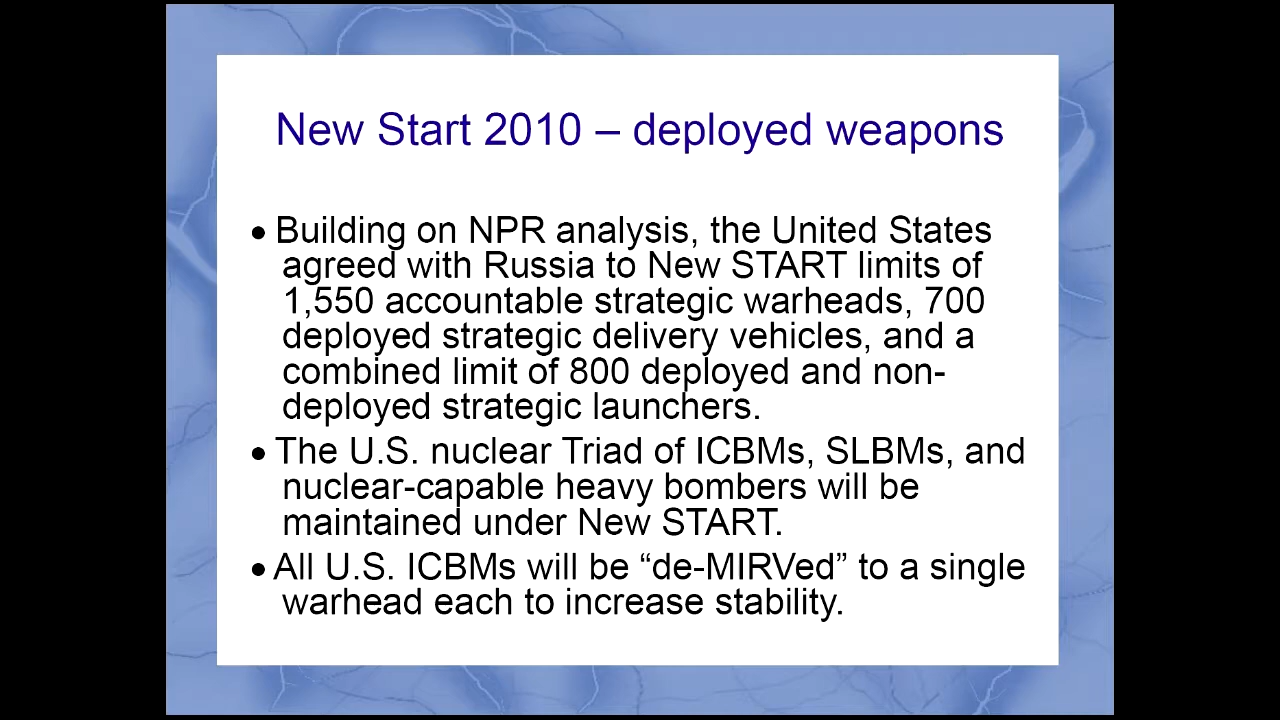 New Start 2010 – deployed weapons
• Building on NPR analysis, the United States
agreed with Russia to New START limits of
1,550 accountable strategic warheads, 700
deployed strategic delivery vehicles, and a
combined limit of 800 deployed and non-
deployed strategic launchers.
• The U.S. nuclear Triad of ICBMs, SLBMs, and
nuclear-capable heavy bombers will be
maintained under New START.
• All U.S. ICBMs will be “de-MIRVed” to a single
warhead each to increase stability.